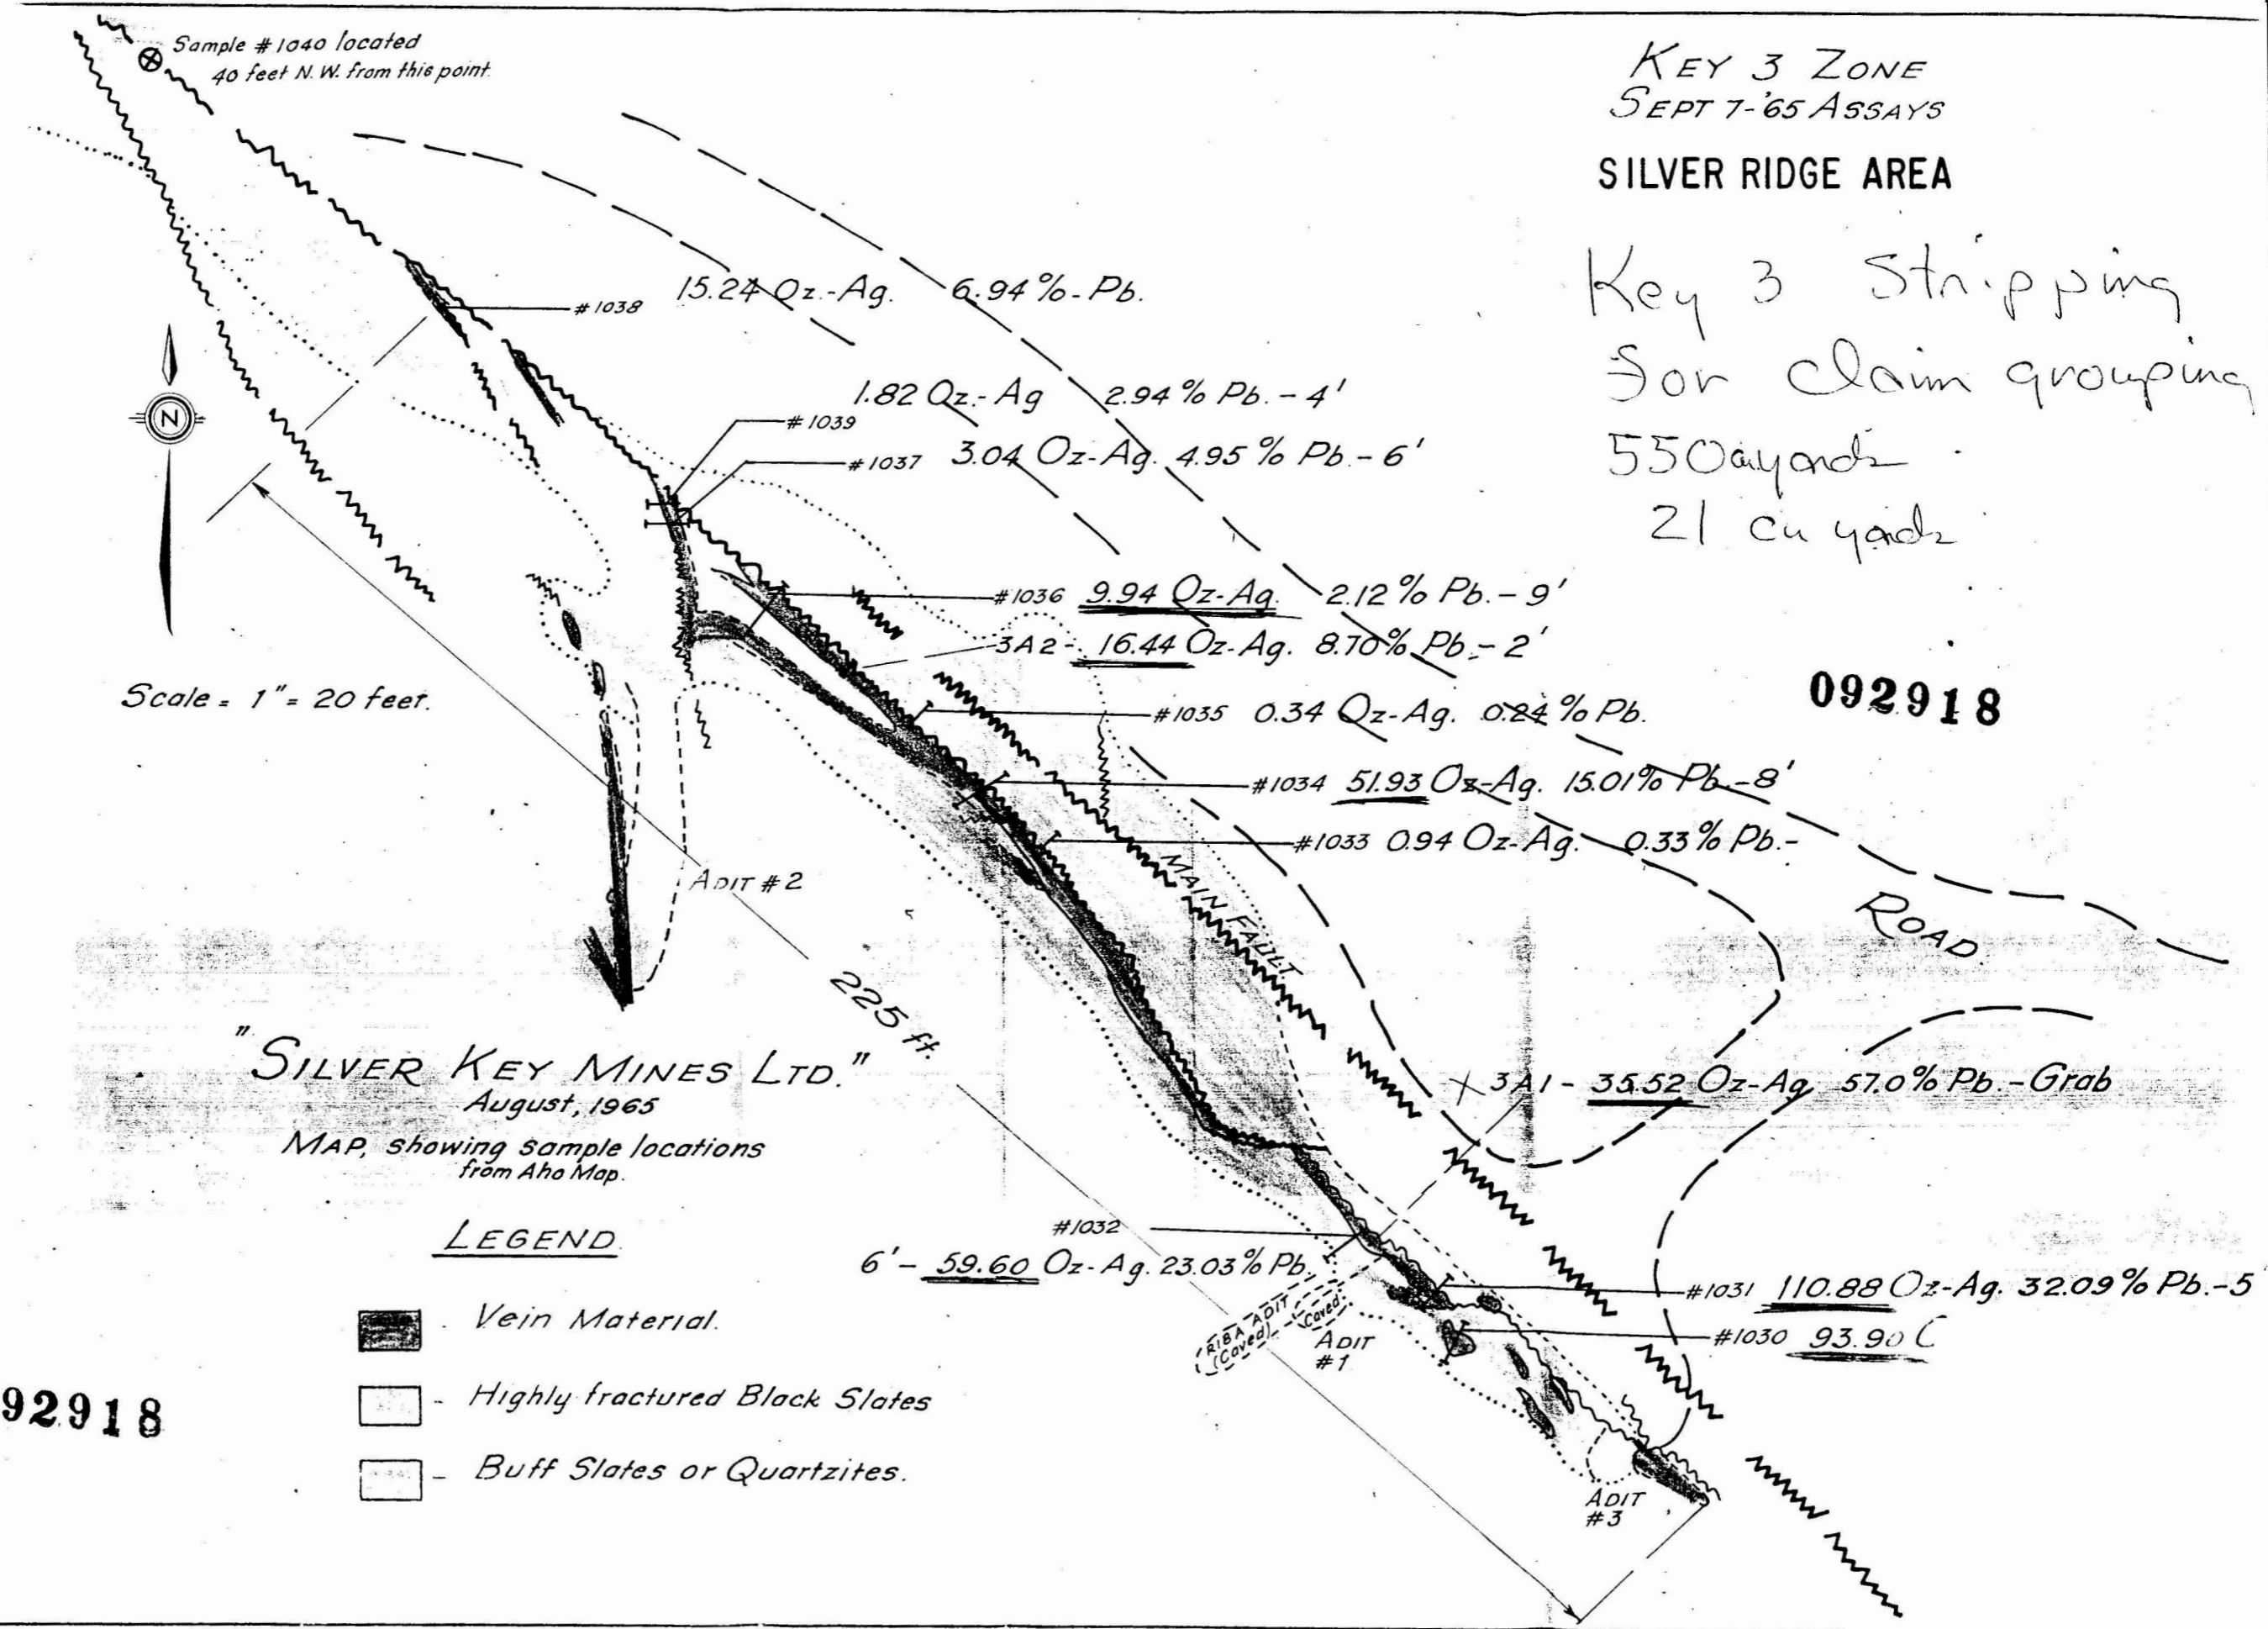 Sample #1040 located
40 feet N.W. from this point.
KEY 3 ZONE
SEPT 7-'65 ASSAYS
SILVER RIDGE AREA
Key 3 Stripping
for claim grouping
550 cu yards
21 cu yards
#1038 15.24 Oz.-Ag. 6.94%-Pb.
1.82 Oz.-Ag 2.94% Pb.-4'
#1039
#1037 3.04 Oz-Ag. 4.95% Pb.-6'
N
#1036 9.94 Oz-Ag. 2.12% Pb.-9'
3A2-16.44 Oz-Ag. 8.70% Pb.-2'
Scale = 1" = 20 feet.
092918
#1035 0.34 Oz-Ag. 0.24% Pb.
#1034 51.93 Oz-Ag. 15.01% Pb.-8'
#1033 0.94 Oz-Ag. 0.33% Pb.-
MAIN FAULT
ADIT #2
ROAD
225 ft.
"SILVER KEY MINES LTD."
August, 1965
MAP, showing sample locations
from Aho Map.
3A1-35.52 Oz-Ag 57.0% Pb.-Grab
LEGEND
Vein Material.
- Highly fractured Black Slates
- Buff Slates or Quartzites.
#1032
6'-59.60 Oz-Ag. 23.03% Pb.
#1031 110.88 Oz-Ag. 32.09% Pb.-5
#1030 93.90
RIBA ADIT
(Caved)
(Caved)
ADIT
#1
ADIT
#3
92918